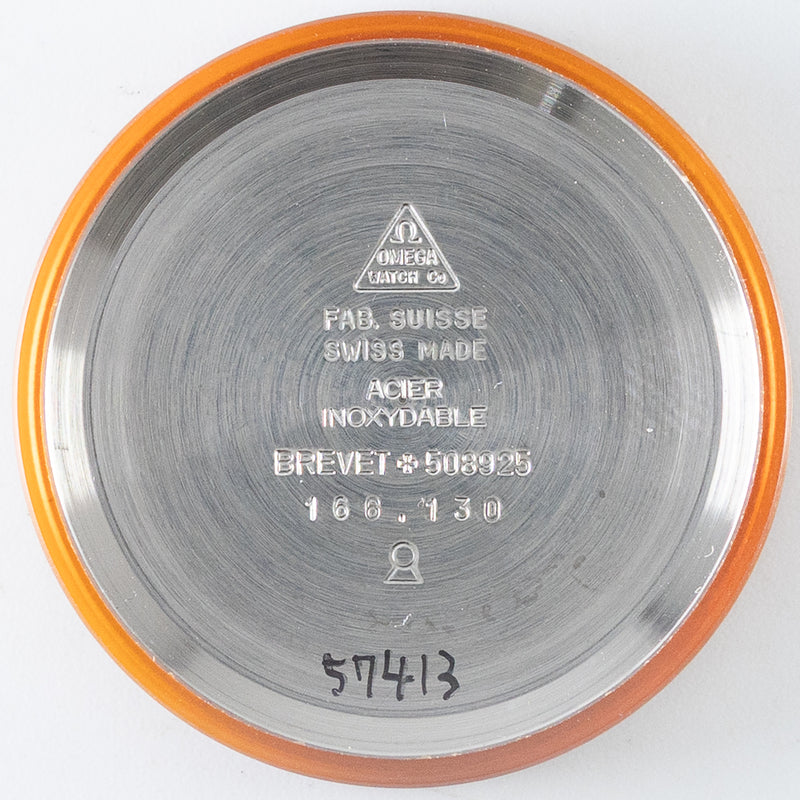 Ω
OMEGA
WATCH Co
FAB. SUISSE
SWISS MADE
ACIER
INOXYDABLE
BREVET ✠ 508925
166.130
57413